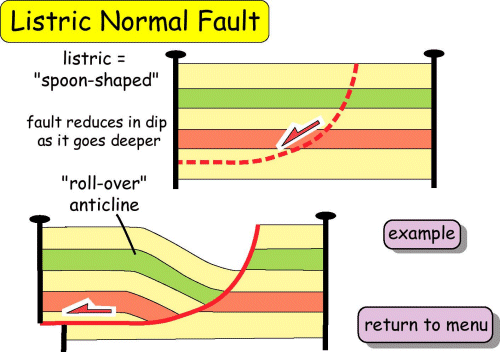 Listric Normal Fault
listric =
"spoon-shaped"
fault reduces in dip
as it goes deeper
"roll-over"
anticline
example
return to menu